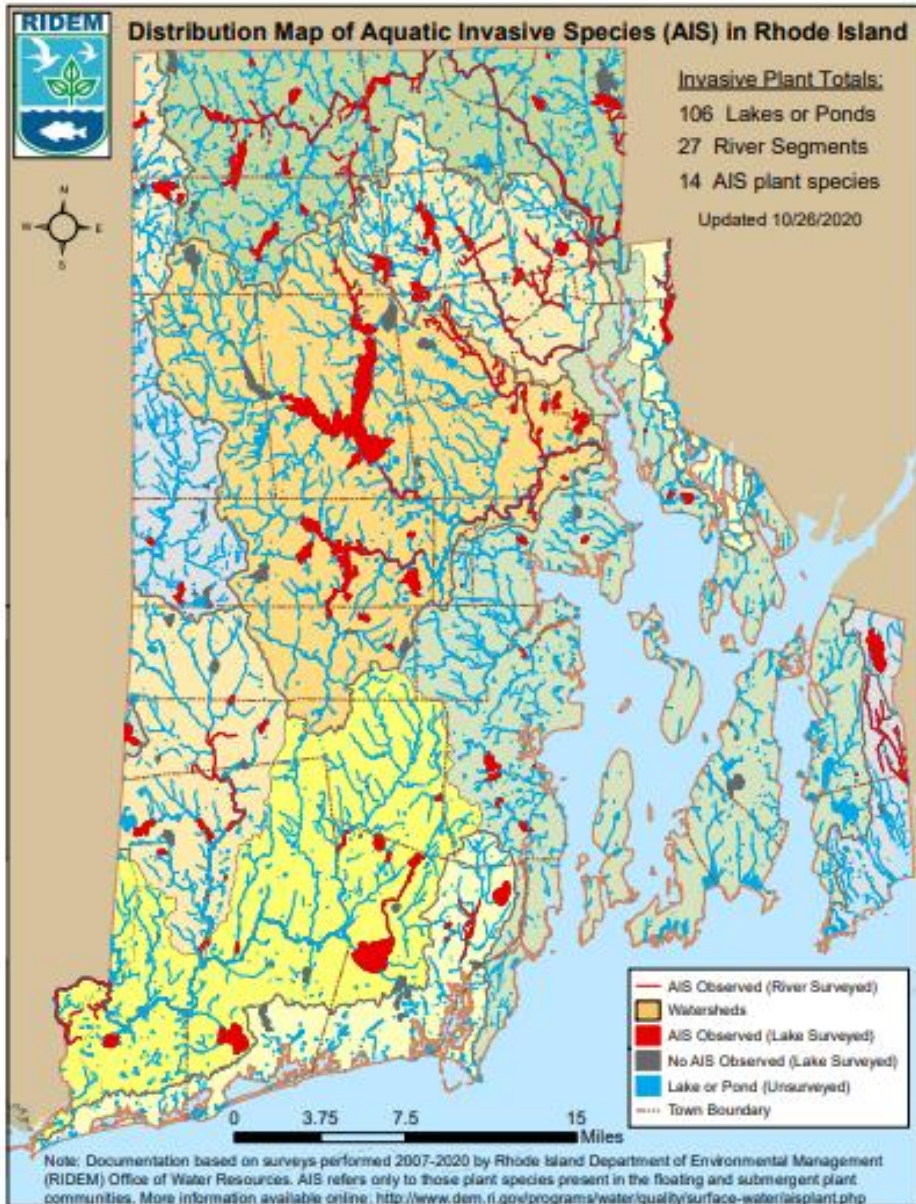 RIDEM
Distribution Map of Aquatic Invasive Species (AIS) in Rhode Island
Invasive Plant Totals:
106 Lakes or Ponds
27 River Segments
14 AIS plant species
Updated 10/26/2020
N
W E
S
AIS Observed (River Surveyed)
Watersheds
AIS Observed (Lake Surveyed)
No AIS Observed (Lake Surveyed)
Lake or Pond (Unsurveyed)
Town Boundary
0 3.75 7.5 15
Miles
Note: Documentation based on surveys performed 2007-2020 by Rhode Island Department of Environmental Management
(RIDEM) Office of Water Resources. AIS refers only to those plant species present in the floating and submergent plant
communities. More information available online: http://www.dem.ri.gov/programs/water/quality/surface-water/aisplan.php